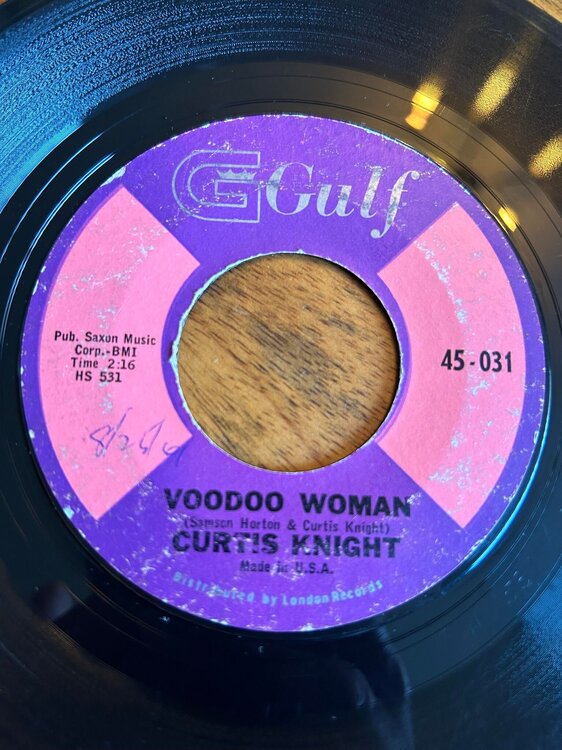 G Gulf
Pub. Saxon Music
Corp.-BMI
Time 2:16
HS 531
45-031
VOODOO WOMAN
(Samson Horton & Curtis Knight)
CURTIS KNIGHT
Made in U.S.A.
Distributed by London Records